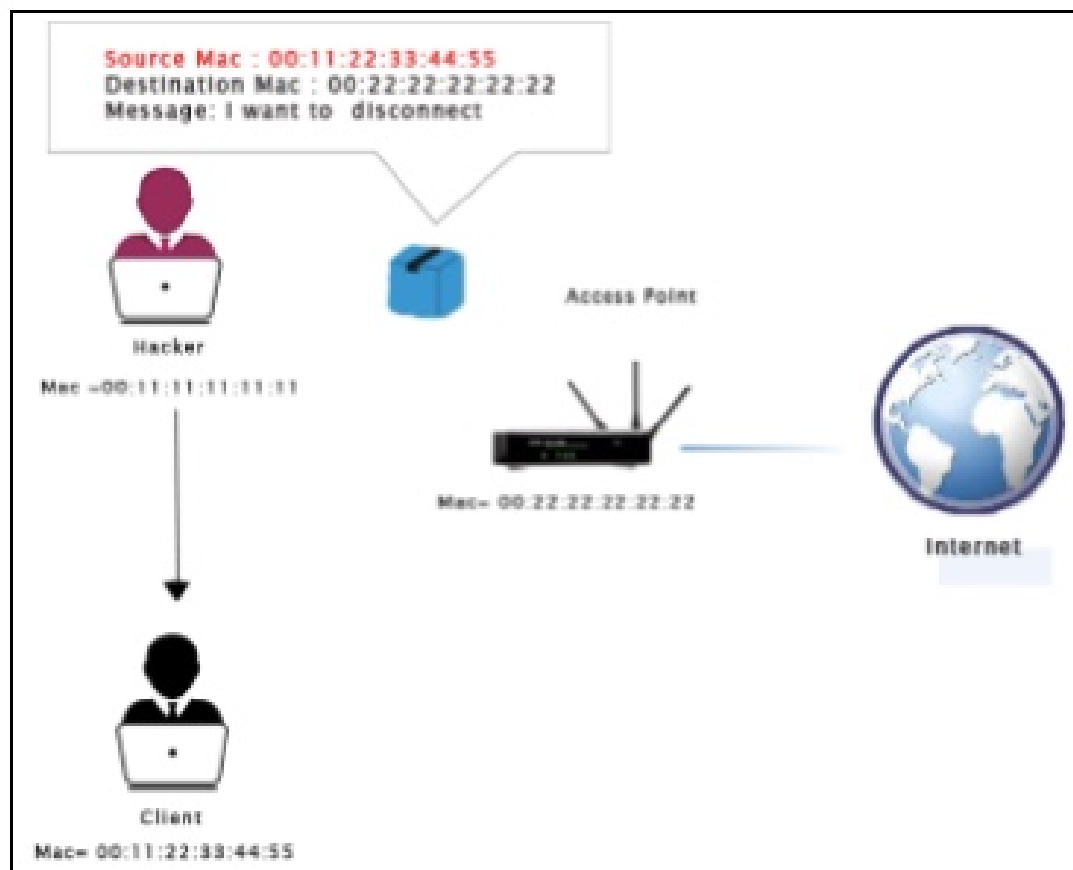 Source Mac : 00:11:22:33:44:55
Destination Mac : 00:22:22:22:22:22
Message: I want to disconnect
Access Point
Hacker
Mac =00:11:11:11:11:11
Mac= 00:22:22:22:22:22
Internet
Client
Mac= 00:11:22:33:44:55